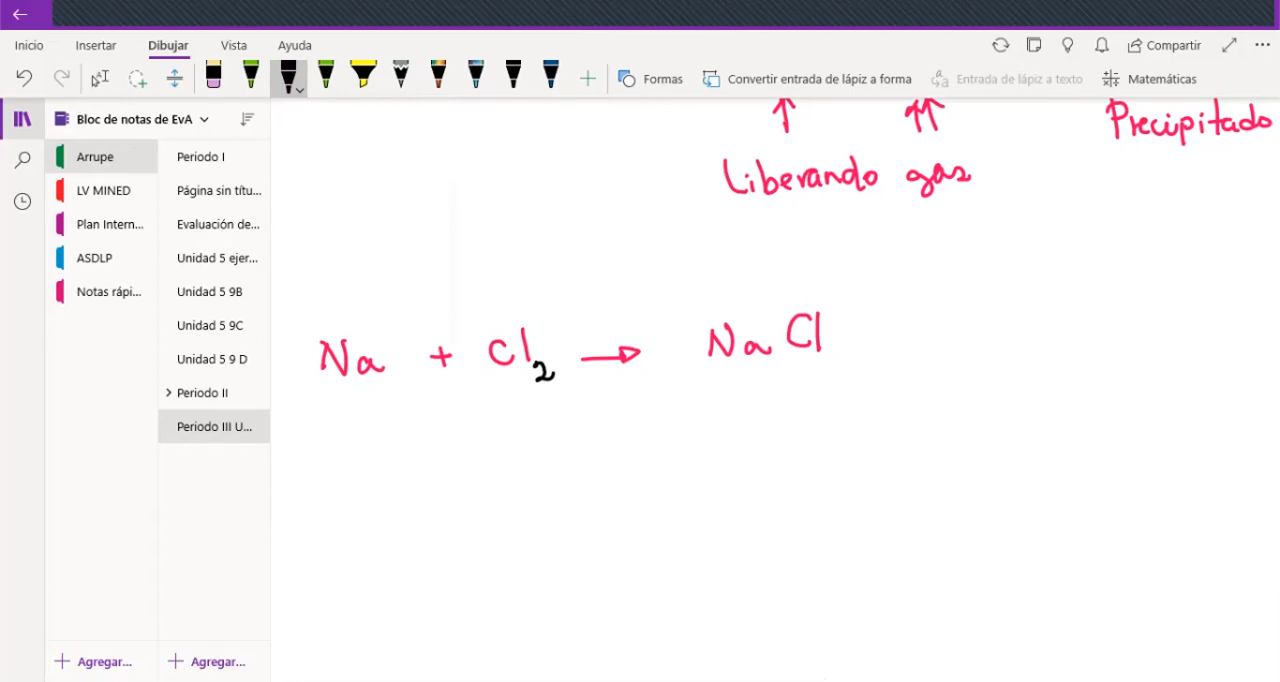 Inicio Insertar Dibujar Vista Ayuda Compartir
Formas Convertir entrada de lápiz a forma Entrada de lápiz a texto Matemáticas
Bloc de notas de EvA
Arrupe
LV MINED
Plan Intern...
ASDLP
Notas rápi...
Periodo I
Página sin títu...
Evaluación de...
Unidad 5 ejer...
Unidad 5 9B
Unidad 5 9C
Unidad 5 9 D
Periodo II
Periodo III U...
Agregar... Agregar...
Precipitado
Liberando gas
Na + Cl₂ → Na Cl